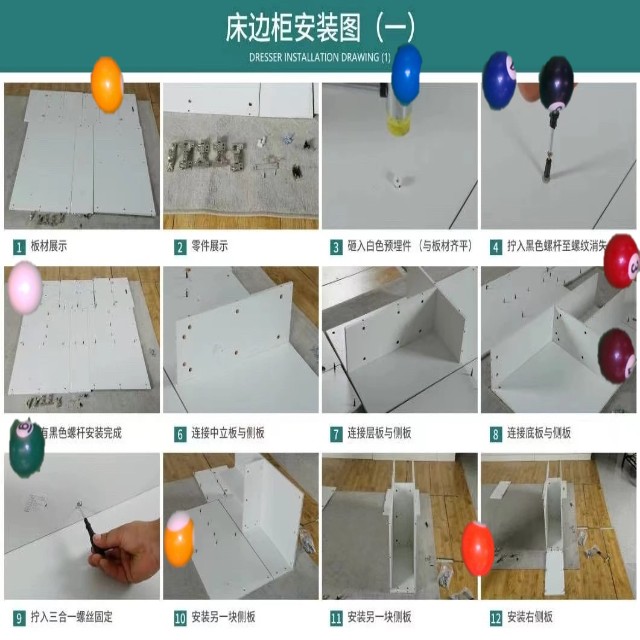 床边柜安装图（一）
DRESSER INSTALLATION DRAWING (1)
1 板材展示
2 零件展示
3 砸入白色预埋件 （与板材齐平）
4 拧入黑色螺杆至螺纹消失
有黑色螺杆安装完成
6 连接中立板与侧板
7 连接层板与侧板
8 连接底板与侧板
9 拧入三合一螺丝固定
10 安装另一块侧板
11 安装另一块侧板
12 安装右侧板